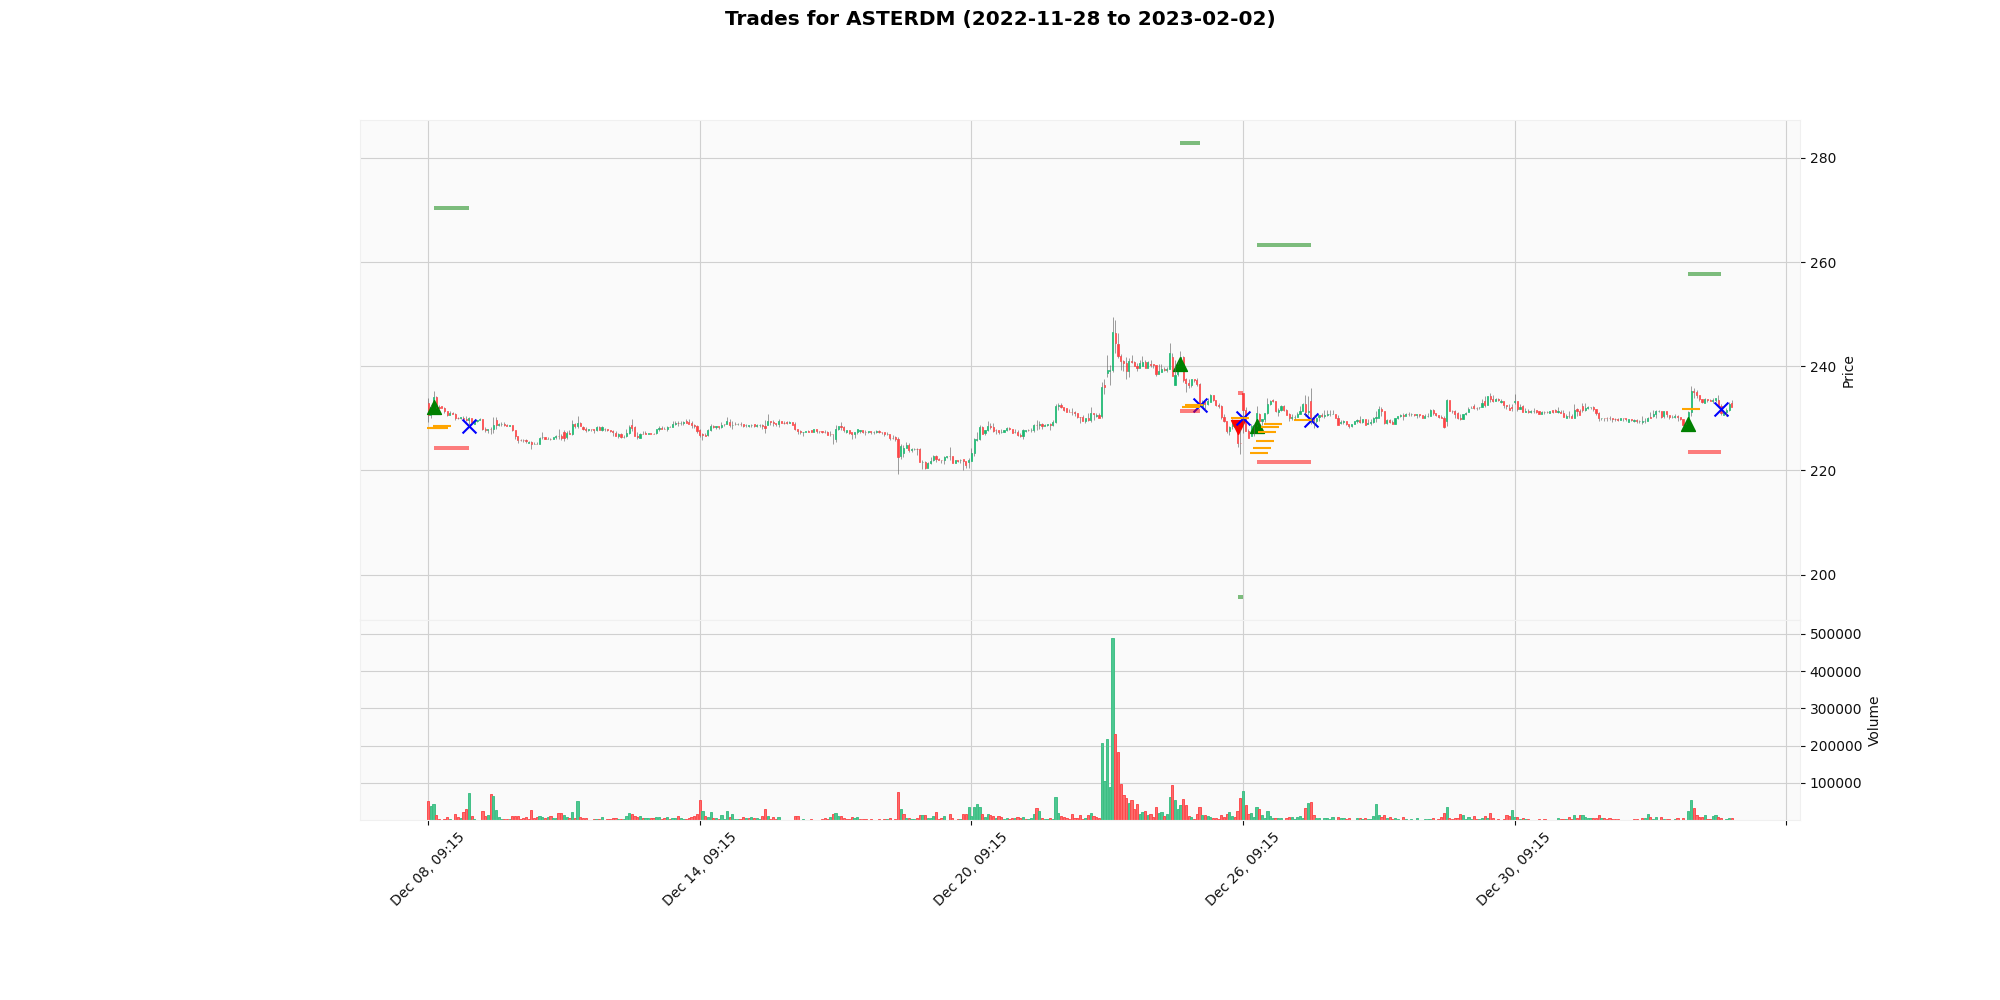 Trades for ASTERDM (2022-11-28 to 2023-02-02)
280
260
240
220
200
Price
500000
400000
300000
200000
100000
Volume
Dec 08, 09:15
Dec 14, 09:15
Dec 20, 09:15
Dec 26, 09:15
Dec 30, 09:15